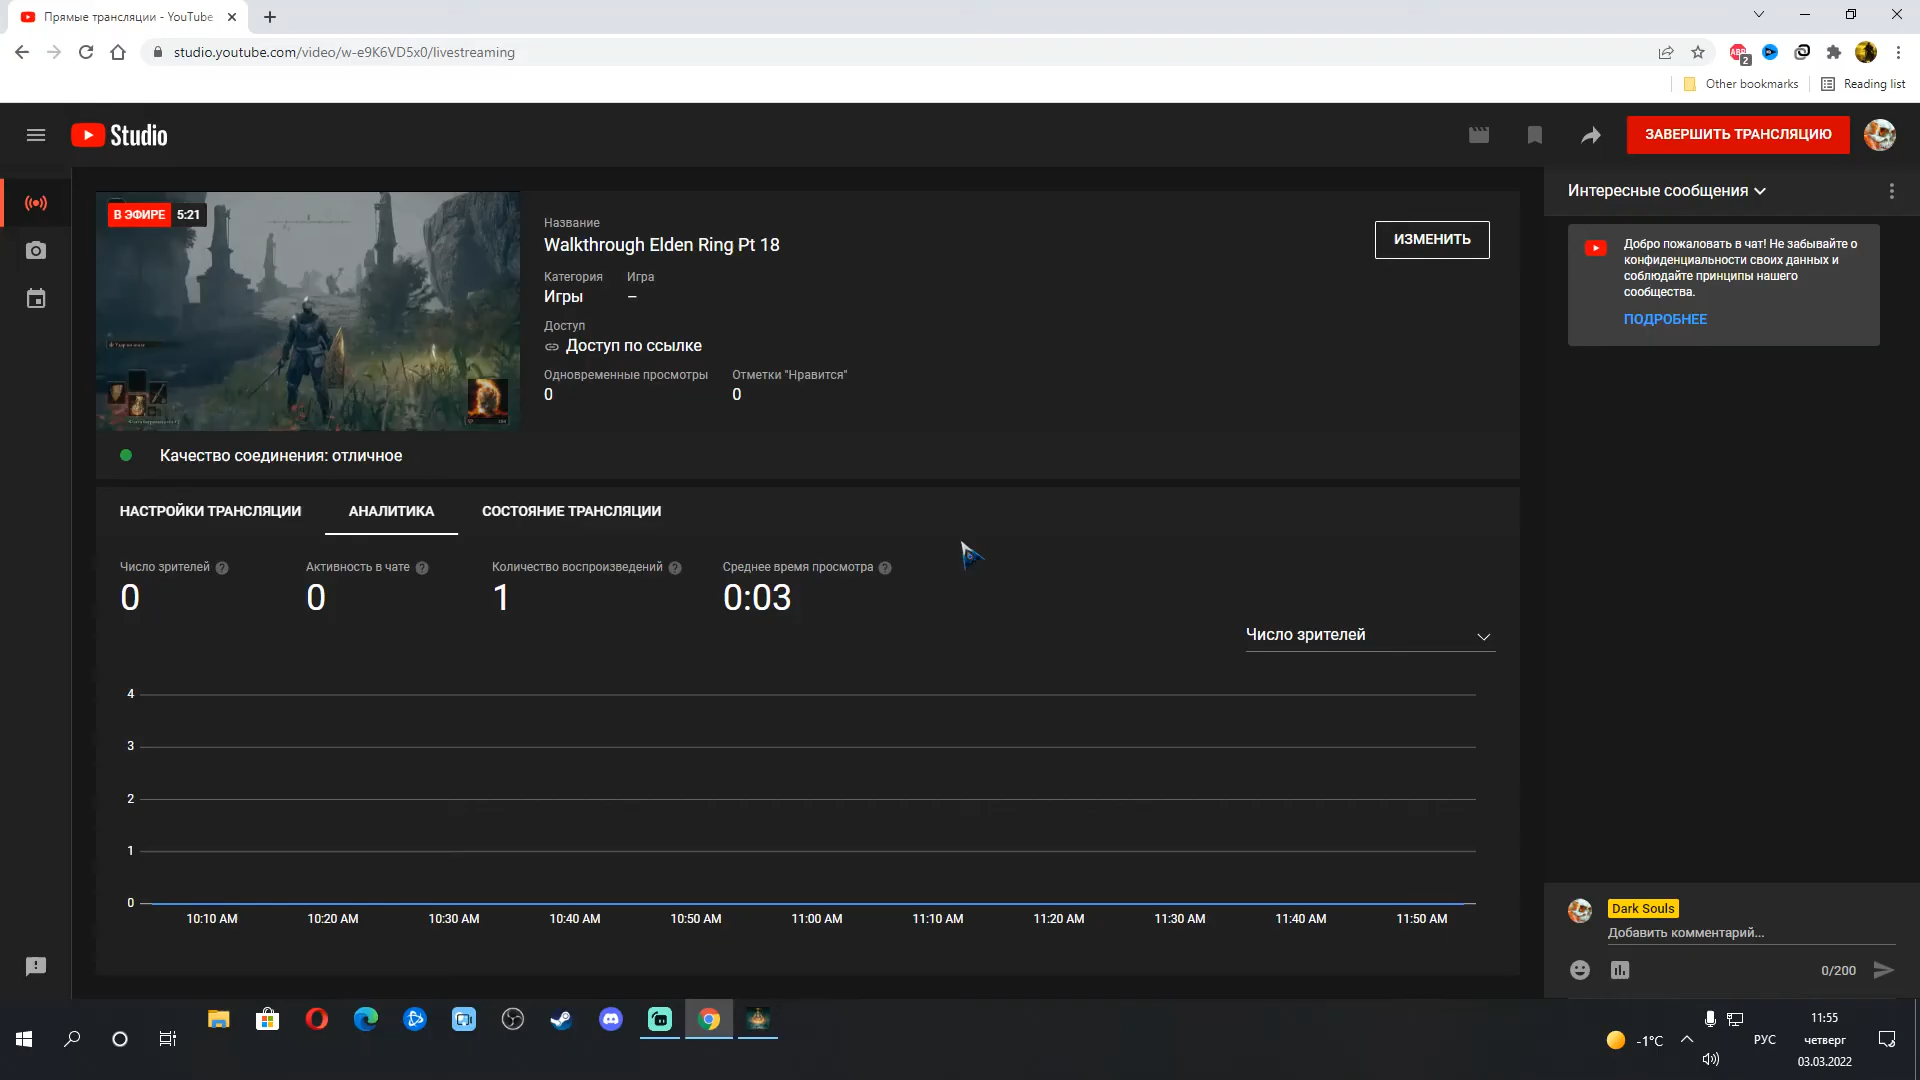 Прямые трансляции - YouTube
studio.youtube.com/video/w-e9K6VD5x0/livestreaming
ABP
2
Other bookmarks
Reading list
Studio
ЗАВЕРШИТЬ ТРАНСЛЯЦИЮ
В ЭФИРЕ 5:21
Название
Walkthrough Elden Ring Pt 18
ИЗМЕНИТЬ
Категория Игра
Игры –
Доступ
Доступ по ссылке
Одновременные просмотры Отметки "Нравится"
0 0
Качество соединения: отличное
НАСТРОЙКИ ТРАНСЛЯЦИИ АНАЛИТИКА СОСТОЯНИЕ ТРАНСЛЯЦИИ
Число зрителей ? Активность в чате ? Количество воспроизведений ? Среднее время просмотра ?
0 0 1 0:03
Число зрителей
4
3
2
1
0
10:10 AM 10:20 AM 10:30 AM 10:40 AM 10:50 AM 11:00 AM 11:10 AM 11:20 AM 11:30 AM 11:40 AM 11:50 AM
Интересные сообщения
Добро пожаловать в чат! Не забывайте о
конфиденциальности своих данных и
соблюдайте принципы нашего
сообщества.
ПОДРОБНЕЕ
Dark Souls
Добавить комментарий...
0/200
-1°C
РУС
11:55
четверг
03.03.2022